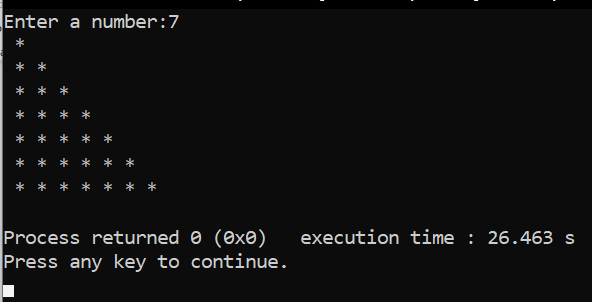 Enter a number:7
 *
 * *
 * * *
 * * * *
 * * * * *
 * * * * * *
 * * * * * * *
Process returned 0 (0x0)   execution time : 26.463 s
Press any key to continue.